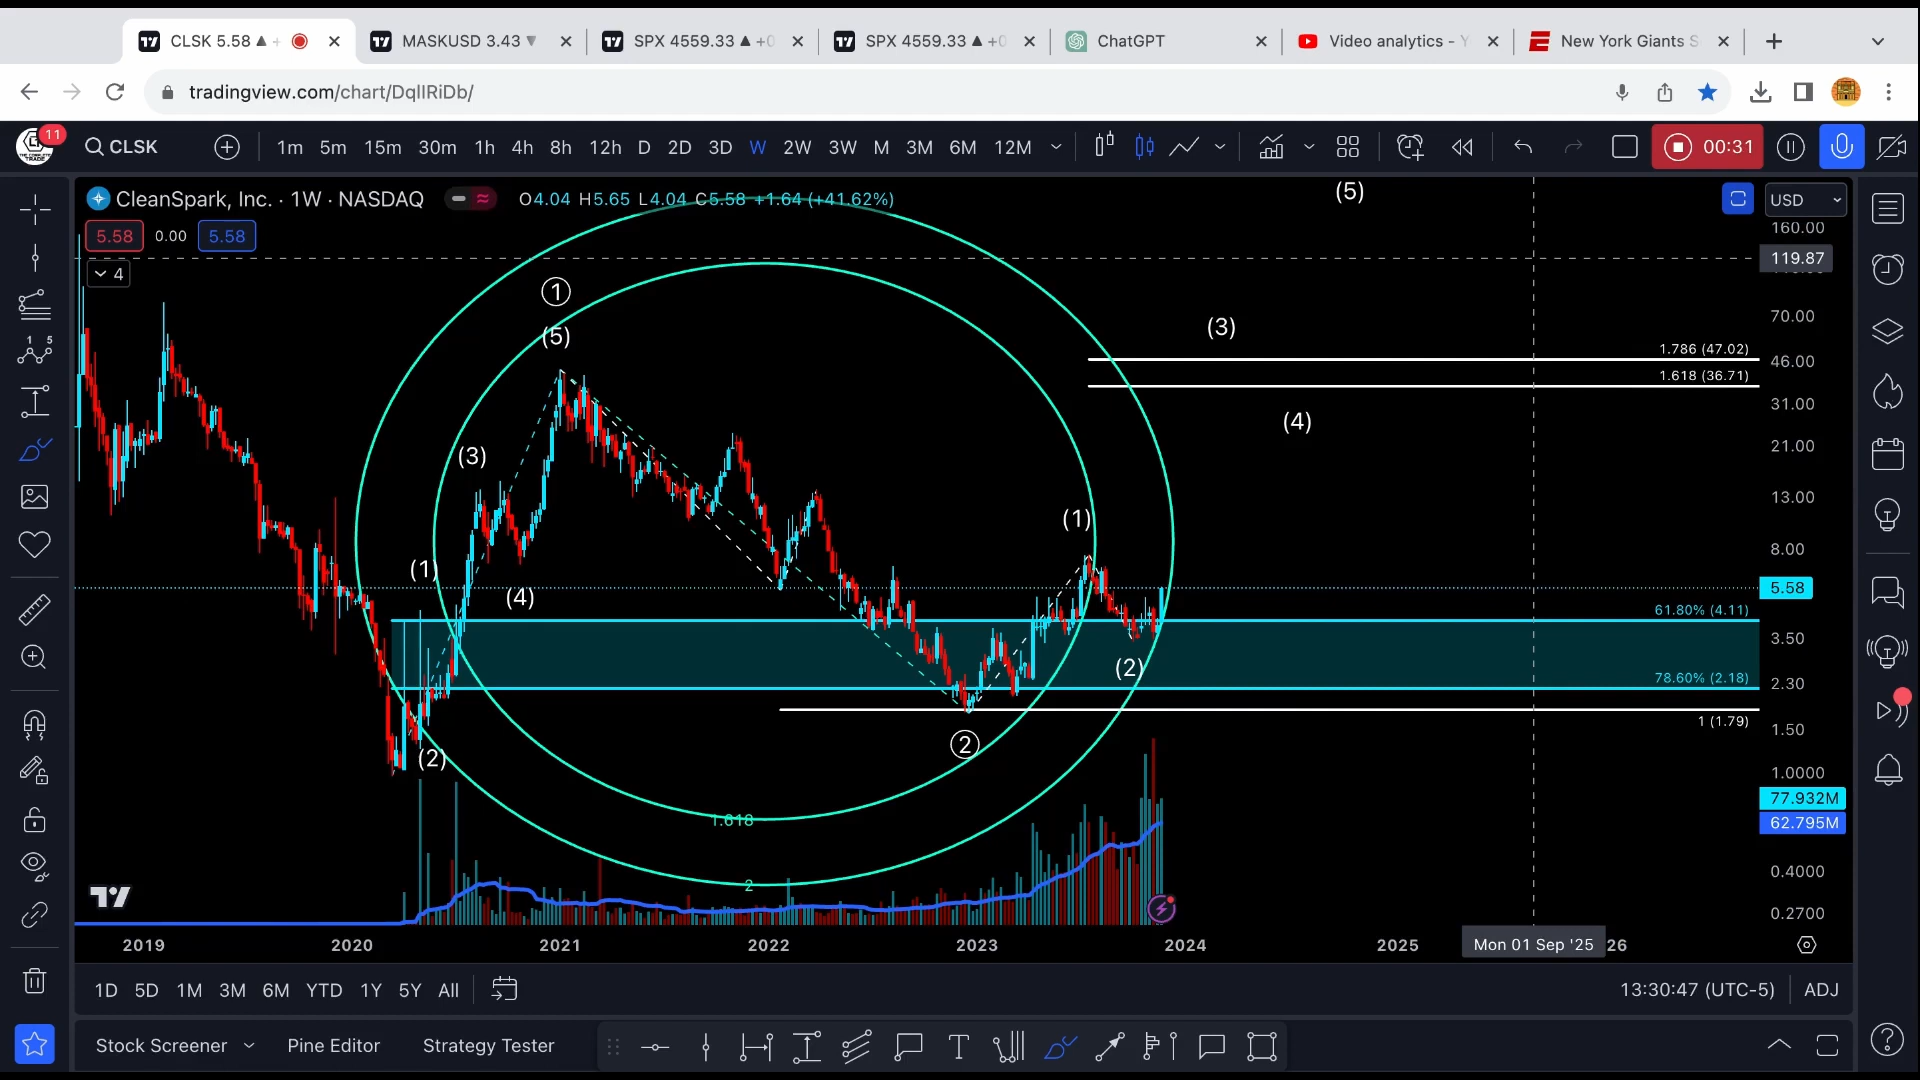 CLSK 5.58 ▲ +
MASKUSD 3.43 ▼
SPX 4559.33 ▲ +0
SPX 4559.33 ▲ +0
ChatGPT
Video analytics - Y
New York Giants S
tradingview.com/chart/DqIIRiDb/
11
CLSK
1m 5m 15m 30m 1h 4h 8h 12h D 2D 3D W 2W 3W M 3M 6M 12M
00:31
CleanSpark, Inc. · 1W · NASDAQ
O4.04 H5.65 L4.04 C5.58 +1.64 (+41.62%)
(5)
USD
5.58 0.00 5.58
160.00
119.87
4
1
(5)
(3)
70.00
1.786 (47.02)
46.00
1.618 (36.71)
31.00
(4)
21.00
(3)
13.00
(1)
8.00
(1)
5.58
(4)
61.80% (4.11)
3.50
(2)
78.60% (2.18)
2.30
1 (1.79)
1.50
2
(2)
1.0000
77.932M
1.618
62.795M
0.4000
2
0.2700
2019 2020 2021 2022 2023 2024 2025 Mon 01 Sep '25 26
1D 5D 1M 3M 6M YTD 1Y 5Y All
13:30:47 (UTC-5) ADJ
Stock Screener Pine Editor Strategy Tester